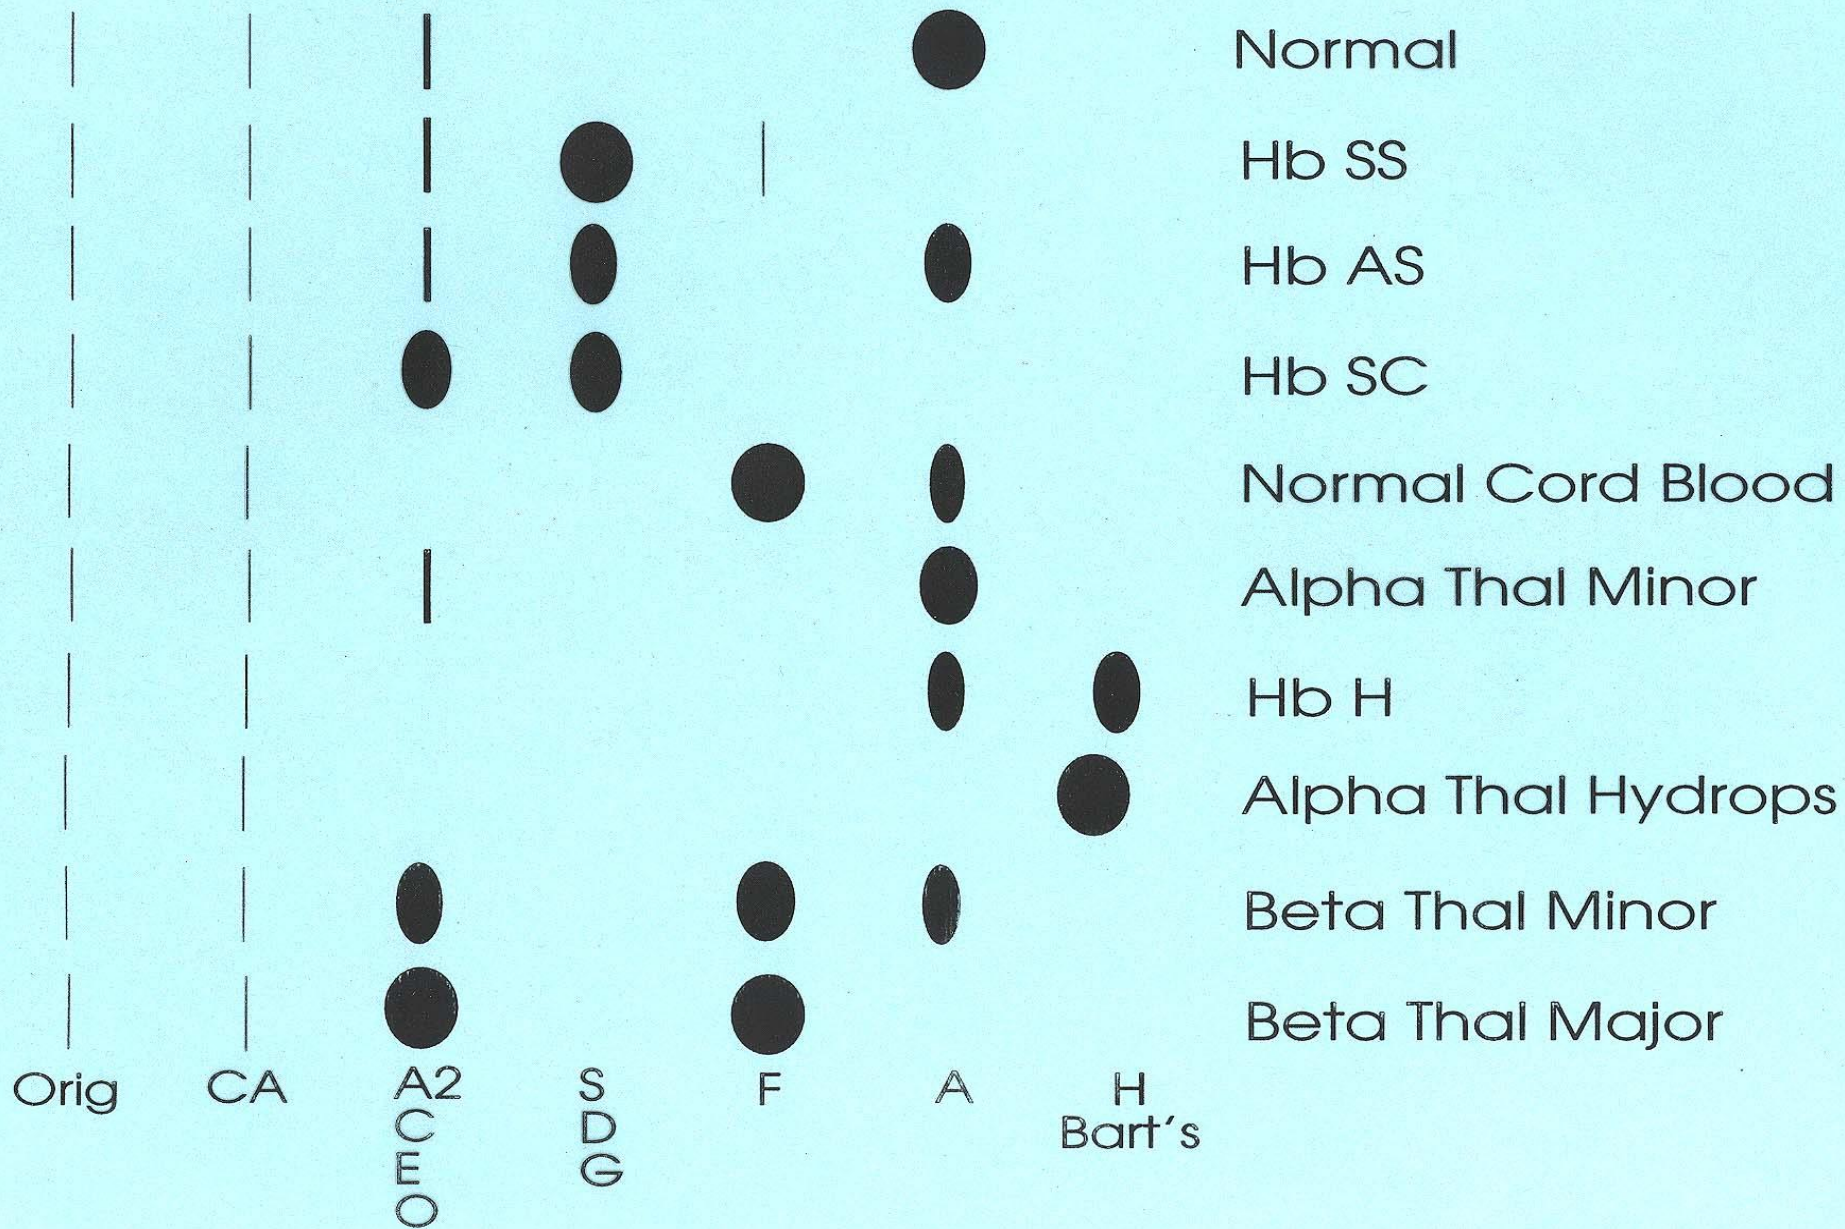 Normal
Hb SS
Hb AS
Hb SC
Normal Cord Blood
Alpha Thal Minor
Hb H
Alpha Thal Hydrops
Beta Thal Minor
Beta Thal Major
Orig CA A2 S F A H
C D Bart's
E G
O